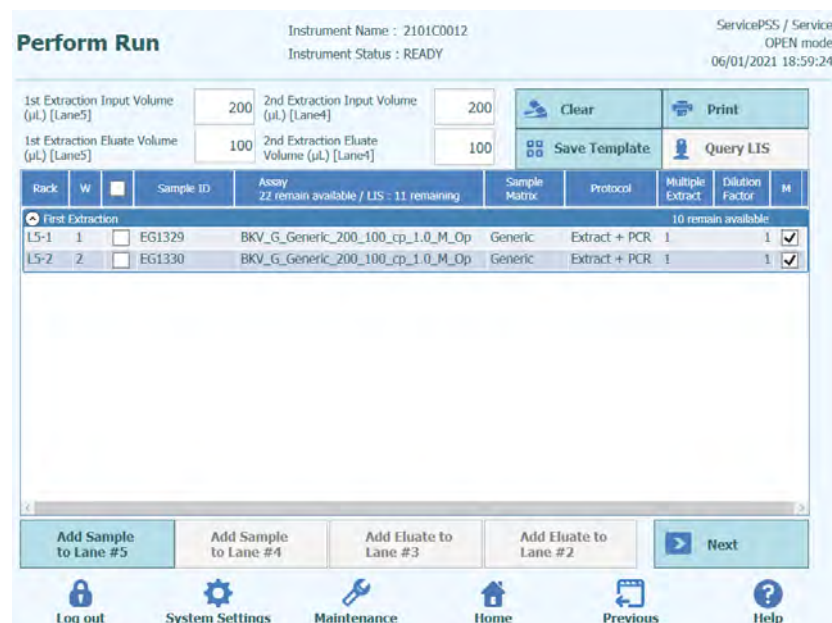 Perform Run
Instrument Name : 2101C0012
Instrument Status : READY
ServicePSS / Service
OPEN mode
06/01/2021 18:59:24
1st Extraction Input Volume
(µL) [Lane5]
200
2nd Extraction Input Volume
(µL) [Lane4]
200
Clear
Print
1st Extraction Eluate Volume
(µL) [Lane5]
100
2nd Extraction Eluate
Volume (µL) [Lane4]
100
Save Template
Query LIS
Rack W Sample ID Assay
22 remain available / LIS : 11 remaining
Sample
Matrix
Protocol
Multiple
Extract
Dilution
Factor
M
First Extraction 10 remain available
L5-1 1 EG1329 BKV_G_Generic_200_100_cp_1.0_M_Op Generic Extract + PCR 1 1
L5-2 2 EG1330 BKV_G_Generic_200_100_cp_1.0_M_Op Generic Extract + PCR 1 1
Add Sample
to Lane #5
Add Sample
to Lane #4
Add Eluate to
Lane #3
Add Eluate to
Lane #2
Next
Log out
System Settings
Maintenance
Home
Previous
Help